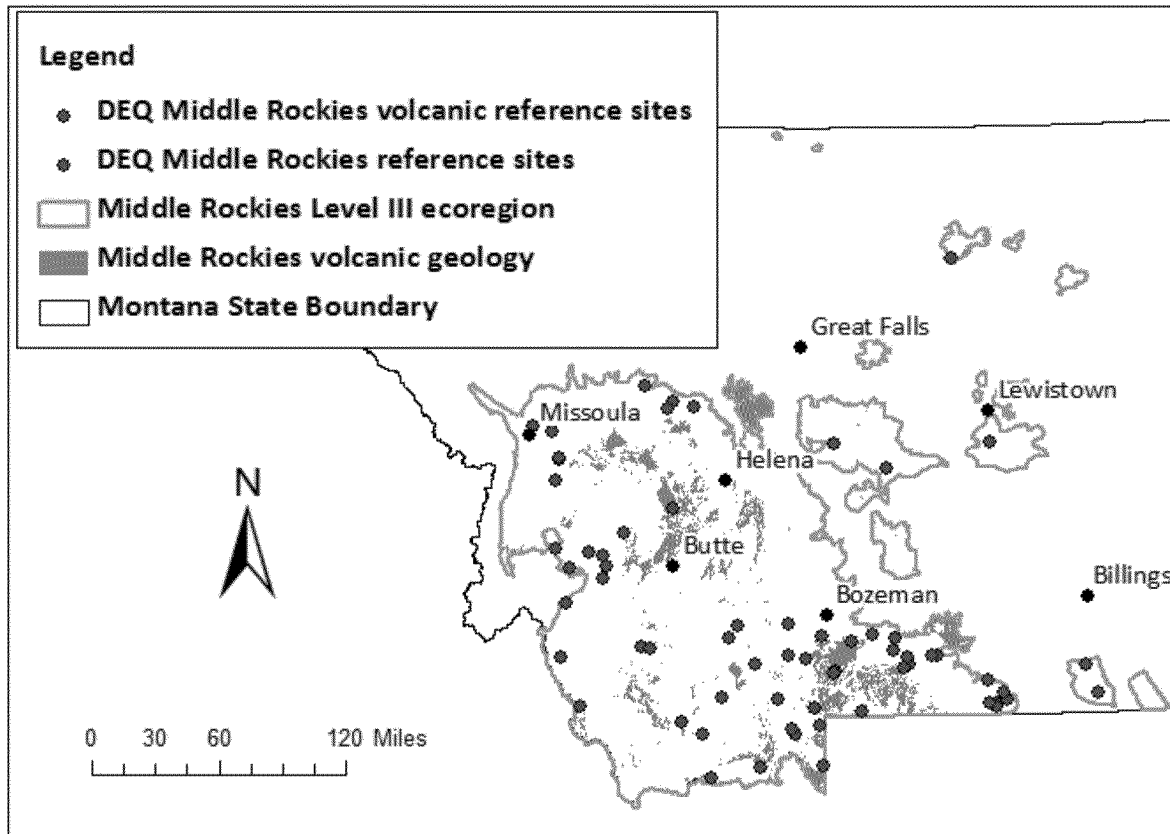 Legend
DEQ Middle Rockies volcanic reference sites
DEQ Middle Rockies reference sites
Middle Rockies Level III ecoregion
Middle Rockies volcanic geology
Montana State Boundary
Great Falls
Lewistown
Missoula
Helena
N
Butte
Billings
Bozeman
0 30 60 120 Miles